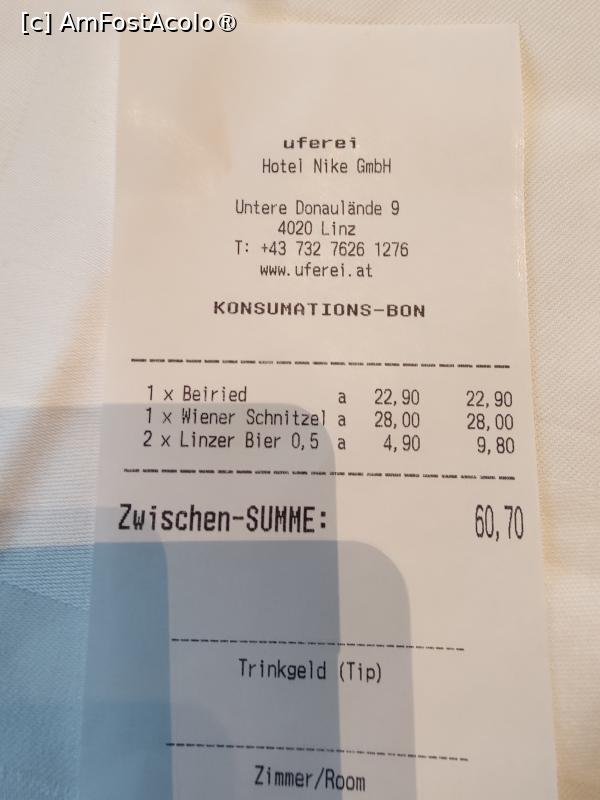 [c] AmFostAcolo®
uferei
Hotel Nike GmbH
Untere Donaulände 9
4020 Linz
T: +43 732 7626 1276
www.uferei.at
KONSUMATIONS-BON
1 x Beiried a 22,90 22,90
1 x Wiener Schnitzel a 28,00 28,00
2 x Linzer Bier 0,5 a 4,90 9,80
Zwischen-SUMME: 60,70
Trinkgeld (Tip)
Zimmer/Room